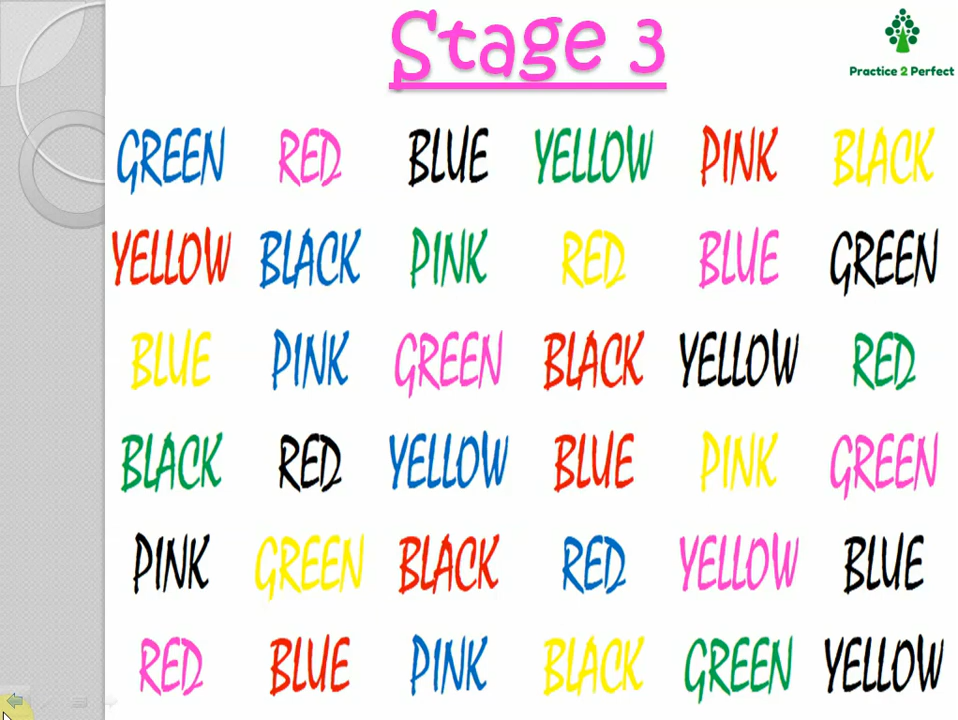 Stage 3
Practice 2 Perfect
GREEN RED BLUE YELLOW PINK BLACK
YELLOW BLACK PINK RED BLUE GREEN
BLUE PINK GREEN BLACK YELLOW RED
BLACK RED YELLOW BLUE PINK GREEN
PINK GREEN BLACK RED YELLOW BLUE
RED BLUE PINK BLACK GREEN YELLOW